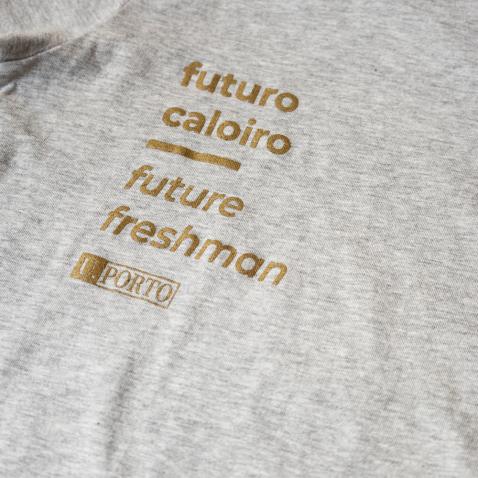 futuro
caloiro
future
freshman
U. PORTO